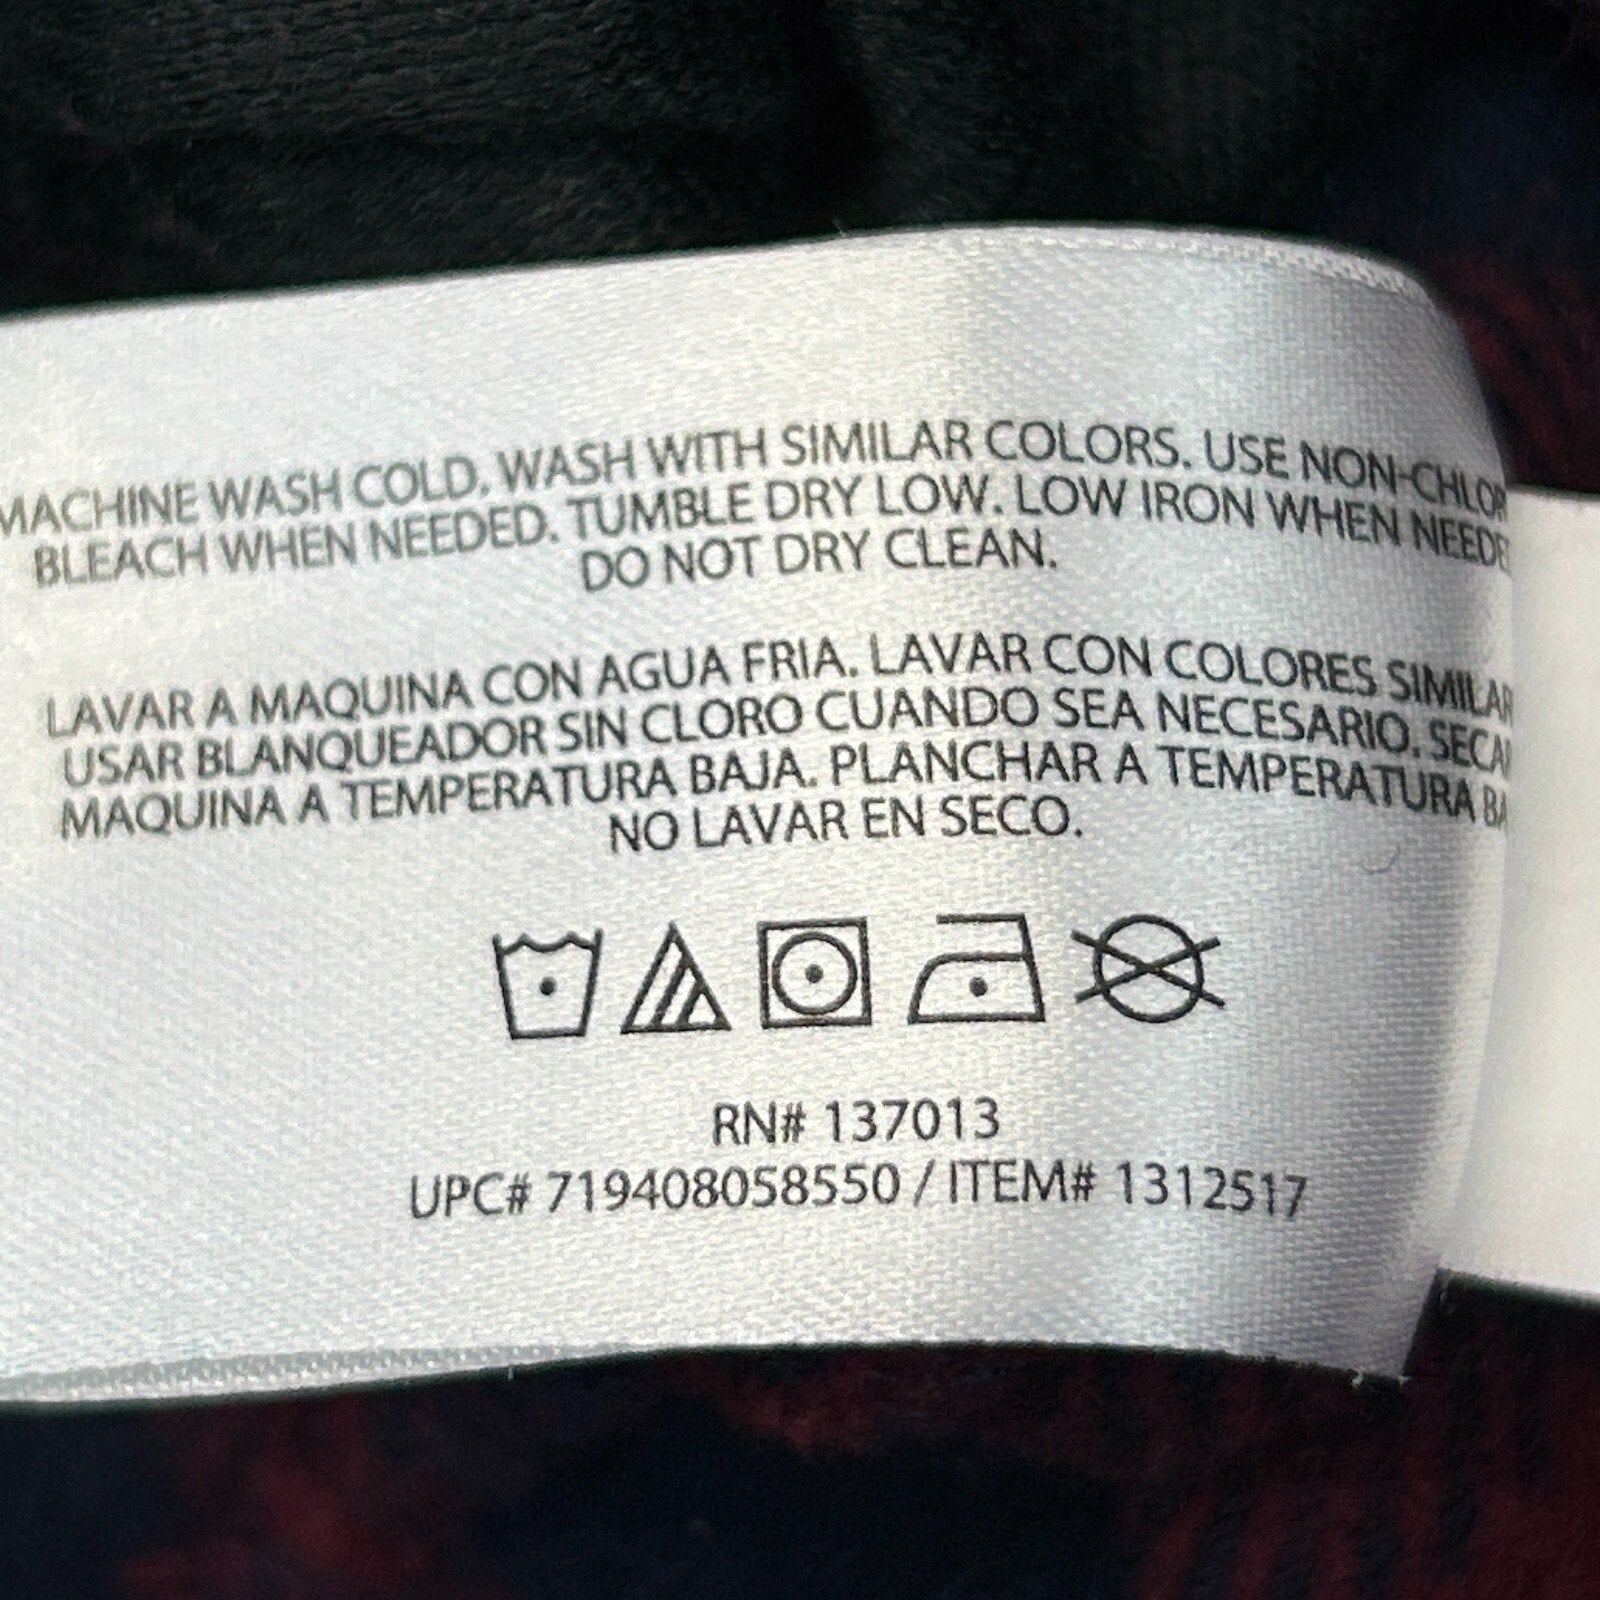 MACHINE WASH COLD. WASH WITH SIMILAR COLORS. USE NON-CHLOR
BLEACH WHEN NEEDED. TUMBLE DRY LOW. LOW IRON WHEN NEEDE
DO NOT DRY CLEAN.
LAVAR A MAQUINA CON AGUA FRIA. LAVAR CON COLORES SIMILAR
USAR BLANQUEADOR SIN CLORO CUANDO SEA NECESARIO. SECAR
MAQUINA A TEMPERATURA BAJA. PLANCHAR A TEMPERATURA BA
NO LAVAR EN SECO.
RN# 137013
UPC# 719408058550 / ITEM# 1312517